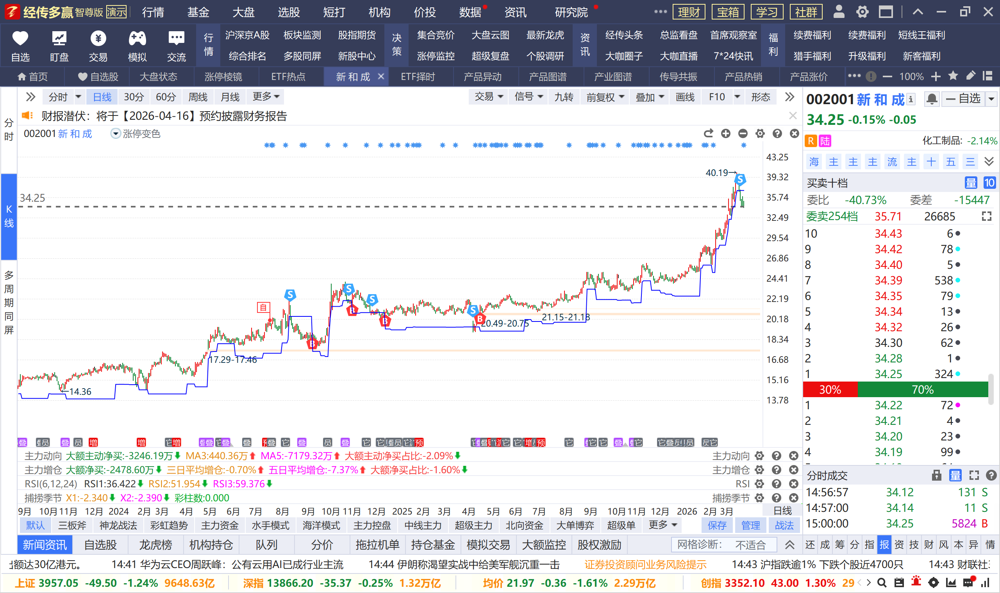 经传多赢 智尊版 演示 行情 基金 大盘 选股 短打 机构 价投 数据 资讯 研究院 理财 宝箱 学习 社群
自选 盯盘 交易 模拟 交流
行情 沪深京A股 板块监测 股指期货 决策 集合竞价 大盘云图 最新龙虎 资讯 经传头条 总监看盘 首席观察室 福利 续费福利 续费福利 短线王福利
综合排名 多股同屏 新股中心 涨停监控 超级复盘 个股调研 大咖圈子 大咖直播 7*24快讯 猎手福利 升级福利 新客福利
首页 自选股 大盘状态 涨停棱镜 ETF热点 新和成 ETF择时 产品异动 产品图谱 产业图谱 传导共振 产品热销 产品涨价 100%
分时 K线 多周期同屏
分时 日线 30分 60分 周线 月线 更多 交易 信号 九转 前复权 叠加 画线 F10 形态
财报潜伏：将于【2026-04-16】预约披露财务报告
002001 新和成 涨停变色
43.25
40.19→
39.32
34.25 35.74
32.49
29.54
26.86
24.41
22.19
20.18
18.34
16.68
15.16
13.78
S S S S S
B B B B
自
21.15-21.18
20.49-20.75
17.29-17.46
←14.36
主力动向 大额主动净买:-3246.19万 MA3:440.36万 MA5:-7179.32万 大额主动净买占比:-2.09% 主力动向
主力增仓 大额净买:-2478.60万 三日平均增仓:-0.70% 五日平均增仓:-7.37% 大额净买占比:-1.60% 主力增仓
RSI(6,12,24) RSI1:36.422 RSI2:51.954 RSI3:59.376 RSI
捕捞季节 X1:-2.340 X2:-2.390 彩柱数:0.000 捕捞季节
9月 10月 11月 12月 2024 2月 3月 4月 5月 6月 7月 8月 9月 10月 11月 12月 2025 2月 3月 4月 5月 6月 7月 8月 9月 10月 11月 12月 2026 2月 3月 日线
默认 三板斧 神龙战法 彩虹趋势 主力资金 水手模式 海洋模式 主力控盘 中线主力 超级主力 北向资金 大单博弈 超级单 更多 保存 管理 战法
新闻资讯 自选股 龙虎榜 机构持仓 队列 分价 拖拉机单 持仓基金 模拟交易 大额监控 股权激励 网格诊断： 不适合
002001 新和成 自选
34.25 -0.15% -0.05
R 陆 化工制品: -2.14%
海 主 主 主 流 主 十 五 三
买卖十档 量 10
委比 -40.73% 委差 -15447
委卖254档 35.71 26685
10 34.43 6
9 34.42 78
8 34.40 5
7 34.39 538
6 34.35 79
5 34.34 13
4 34.32 26
3 34.30 62
2 34.28 1
1 34.25 324
30% 70%
1 34.22 72
2 34.21 4
3 34.20 23
4 34.19 99
分时成交 量
14:56:57 34.12 131 S
14:57:00 34.14 11 S
15:00:00 34.25 5824 B
还 成 筹 分 指 报 资 技 财 风 本 异 情
额达30亿港元。 14:41 华为云CEO周跃峰：公有云用AI已成行业主流 14:44 伊朗称渴望实战中给美军舰沉重一击 证券投资顾问业务风险提示 14:43 沪指跌逾1% 下跌个股近4700只 14:43 财联社
上证 3957.05 -49.50 -1.24% 9648.63亿 深指 13866.20 -35.37 -0.25% 1.32万亿 均价 21.97 -0.36 -1.61% 2.29万亿 创指 3352.10 43.00 1.30% 29